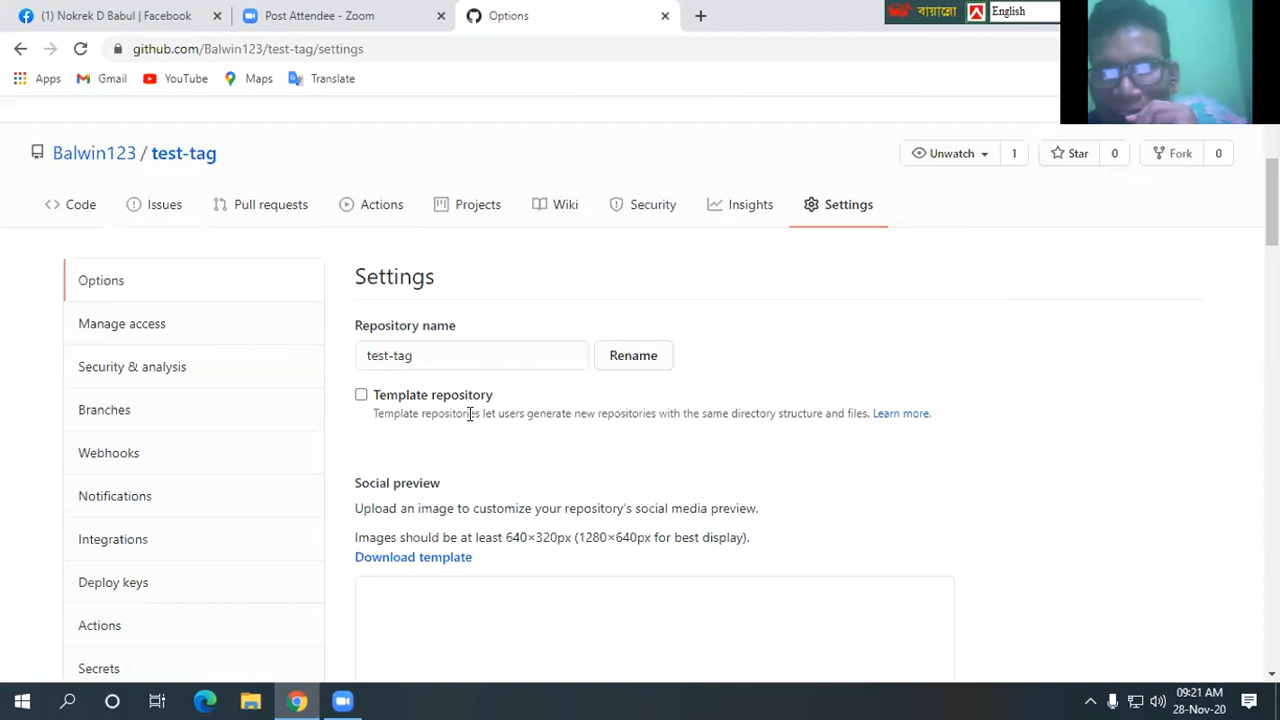 (1) Nokrek D Babul | Facebook
Post Attendee - Zoom
Options
বায়ান্নো
English
github.com/Balwin123/test-tag/settings
Apps
Gmail
YouTube
Maps
Translate
Balwin123 / test-tag
Unwatch
1
Star
0
Fork
0
Code
Issues
Pull requests
Actions
Projects
Wiki
Security
Insights
Settings
Options
Manage access
Security & analysis
Branches
Webhooks
Notifications
Integrations
Deploy keys
Actions
Secrets
Settings
Repository name
test-tag
Rename
Template repository
Template repositories let users generate new repositories with the same directory structure and files. Learn more.
Social preview
Upload an image to customize your repository's social media preview.
Images should be at least 640×320px (1280×640px for best display).
Download template
09:21 AM
28-Nov-20